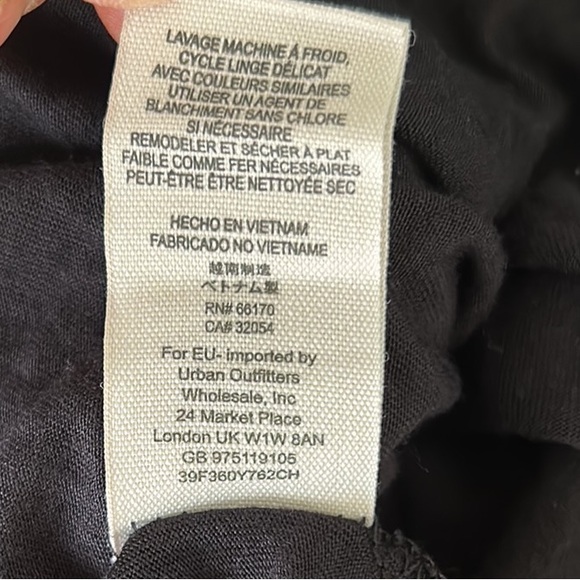 LAVAGE MACHINE À FROID,
CYCLE LINGE DÉLICAT
AVEC COULEURS SIMILAIRES
UTILISER UN AGENT DE
BLANCHIMENT SANS CHLORE
SI NÉCESSAIRE
REMODELER ET SÈCHER À PLAT
FAIBLE COMME FER NÉCESSAIRES
PEUT-ÊTRE ÊTRE NETTOYÉE SEC
HECHO EN VIETNAM
FABRICADO NO VIETNAME
越南制造
ベトナム製
RN# 66170
CA# 32054
For EU- imported by
Urban Outfitters
Wholesale, Inc
24 Market Place
London UK W1W 8AN
GB 975119105
39F360Y762CH